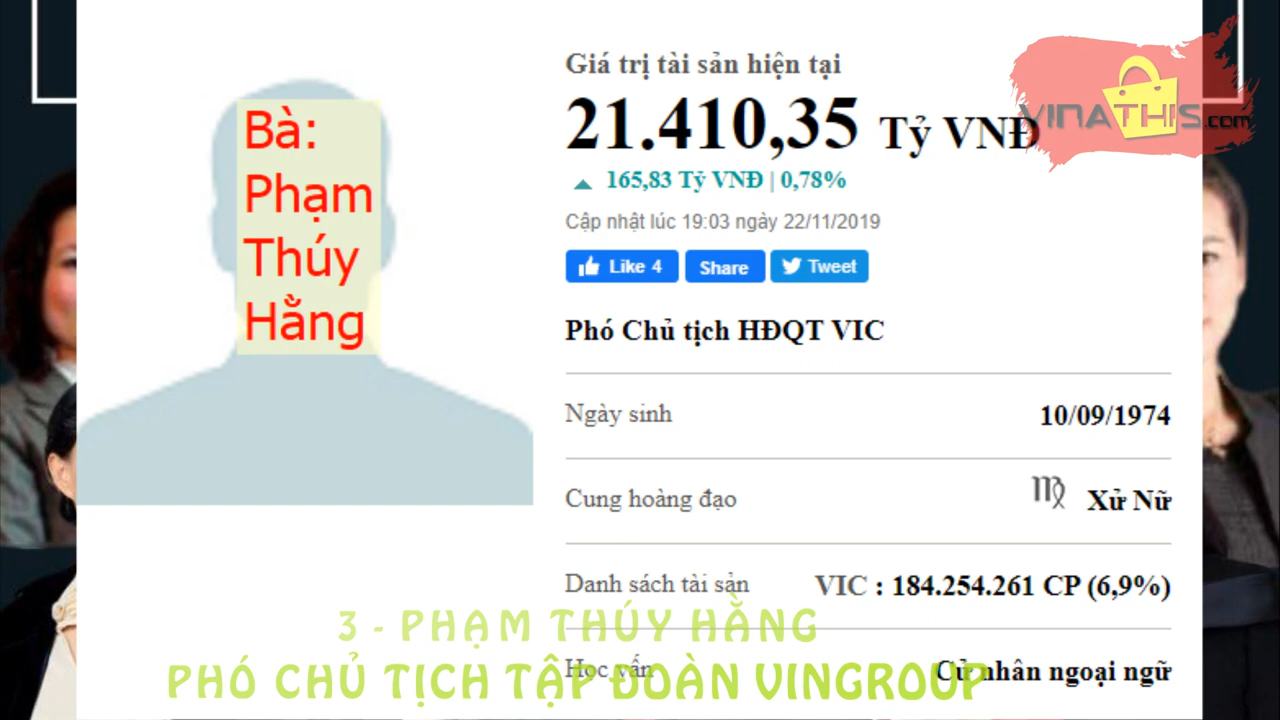 Bà:
Phạm
Thúy
Hằng
Giá trị tài sản hiện tại
21.410,35 Tỷ VNĐ
165,83 Tỷ VNĐ | 0,78%
Cập nhật lúc 19:03 ngày 22/11/2019
Like 4 Share Tweet
Phó Chủ tịch HĐQT VIC
Ngày sinh 10/09/1974
Cung hoàng đạo Xử Nữ
Danh sách tài sản VIC : 184.254.261 CP (6,9%)
Học vấn Cử nhân ngoại ngữ
3 - PHẠM THÚY HẰNG
PHÓ CHỦ TỊCH TẬP ĐOÀN VINGROUP
VINATHIS.com